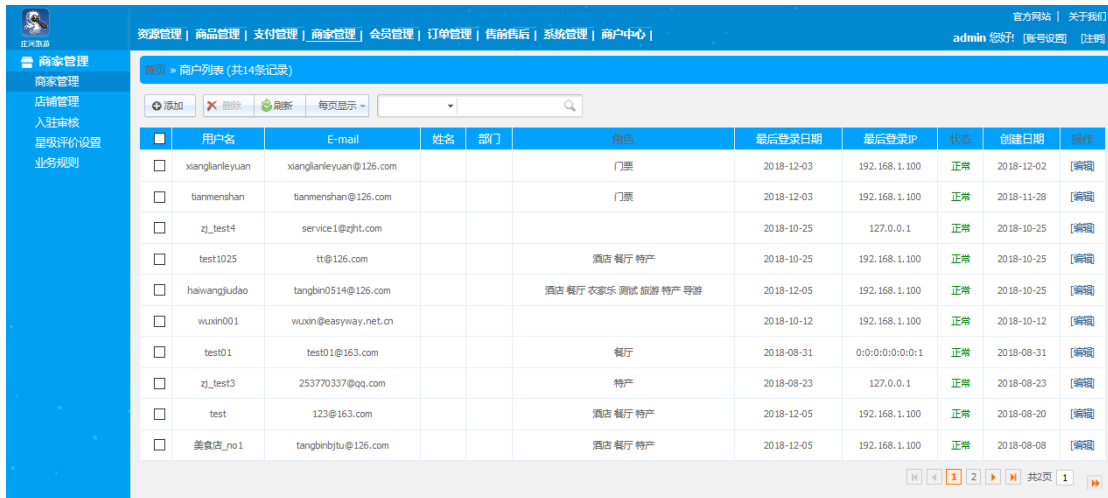 官方网站 | 关于我们
庄河旅游
资源管理 | 商品管理 | 支付管理 | 商家管理 | 会员管理 | 订单管理 | 售前售后 | 系统管理 | 商户中心 |
admin 您好! [账号设置] [注销]
商家管理
商家管理
店铺管理
入驻审核
星级评价设置
业务规则
首页 » 商户列表 (共14条记录)
添加 删除 刷新 每页显示
用户名 E-mail 姓名 部门 角色 最后登录日期 最后登录IP 状态 创建日期 操作
xianglianleyuan xianglianleyuan@126.com 门票 2018-12-03 192.168.1.100 正常 2018-12-02 [编辑]
tianmenshan tianmenshan@126.com 门票 2018-12-03 192.168.1.100 正常 2018-11-28 [编辑]
zj_test4 service1@zjht.com 2018-10-25 127.0.0.1 正常 2018-10-25 [编辑]
test1025 tt@126.com 酒店 餐厅 特产 2018-10-25 192.168.1.100 正常 2018-10-25 [编辑]
haiwangjiudao tangbin0514@126.com 酒店 餐厅 农家乐 测试 旅游 特产 导游 2018-12-05 192.168.1.100 正常 2018-10-25 [编辑]
wuxin001 wuxin@easyway.net.cn 2018-10-12 192.168.1.100 正常 2018-10-12 [编辑]
test01 test01@163.com 餐厅 2018-08-31 0:0:0:0:0:0:0:1 正常 2018-08-31 [编辑]
zj_test3 253770337@qq.com 特产 2018-08-23 127.0.0.1 正常 2018-08-23 [编辑]
test 123@163.com 酒店 餐厅 特产 2018-12-05 192.168.1.100 正常 2018-08-20 [编辑]
美食店_no1 tangbinbjtu@126.com 酒店 餐厅 特产 2018-12-05 192.168.1.100 正常 2018-08-08 [编辑]
1 2 共2页 1